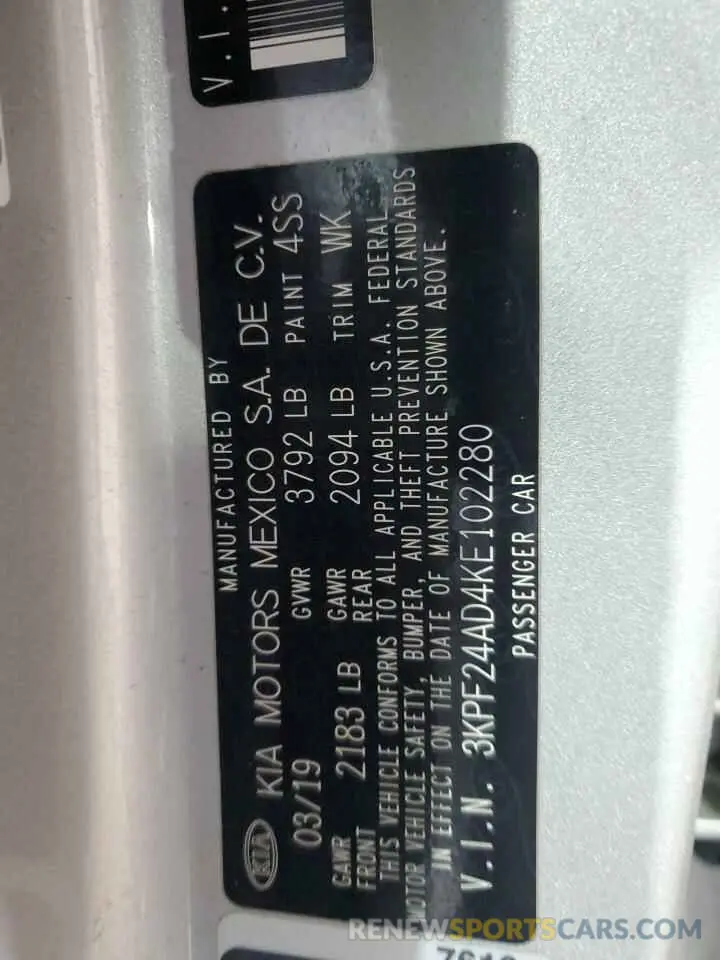 V.I.
MANUFACTURED BY
KIA KIA MOTORS MEXICO S.A. DE C.V.
03/19 GVWR 3792 LB PAINT 4SS
GAWR FRONT 2183 LB GAWR REAR 2094 LB TRIM WK
THIS VEHICLE CONFORMS TO ALL APPLICABLE U.S.A. FEDERAL
MOTOR VEHICLE SAFETY, BUMPER, AND THEFT PREVENTION STANDARDS
IN EFFECT ON THE DATE OF MANUFACTURE SHOWN ABOVE.
V.I.N. 3KPF24AD4KE102280
PASSENGER CAR
RENEWSPORTSCARS.COM